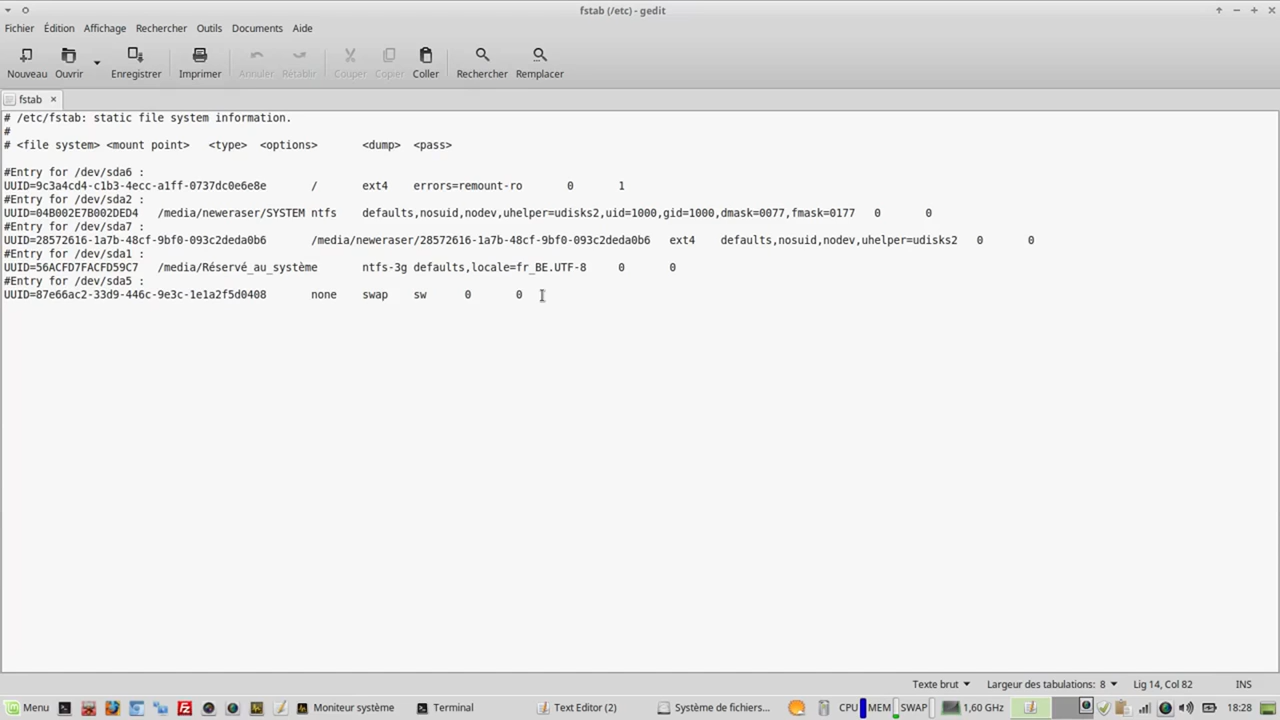 fstab (/etc) - gedit
Fichier Édition Affichage Rechercher Outils Documents Aide
Nouveau Ouvrir Enregistrer Imprimer Annuler Rétablir Couper Copier Coller Rechercher Remplacer
fstab
# /etc/fstab: static file system information.
#
# <file system> <mount point> <type> <options> <dump> <pass>
#Entry for /dev/sda6 :
UUID=9c3a4cd4-c1b3-4ecc-a1ff-0737dc0e6e8e / ext4 errors=remount-ro 0 1
#Entry for /dev/sda2 :
UUID=04B002E7B002DED4 /media/neweraser/SYSTEM ntfs defaults,nosuid,nodev,uhelper=udisks2,uid=1000,gid=1000,dmask=0077,fmask=0177 0 0
#Entry for /dev/sda7 :
UUID=28572616-1a7b-48cf-9bf0-093c2deda0b6 /media/neweraser/28572616-1a7b-48cf-9bf0-093c2deda0b6 ext4 defaults,nosuid,nodev,uhelper=udisks2 0 0
#Entry for /dev/sda1 :
UUID=56ACFD7FACFD59C7 /media/Réservé_au_système ntfs-3g defaults,locale=fr_BE.UTF-8 0 0
#Entry for /dev/sda5 :
UUID=87e66ac2-33d9-446c-9e3c-1e1a2f5d0408 none swap sw 0 0
Texte brut Largeur des tabulations: 8 Lig 14, Col 82 INS
Menu Moniteur système Terminal Text Editor (2) Système de fichiers... CPU MEM SWAP 1,60 GHz 18:28